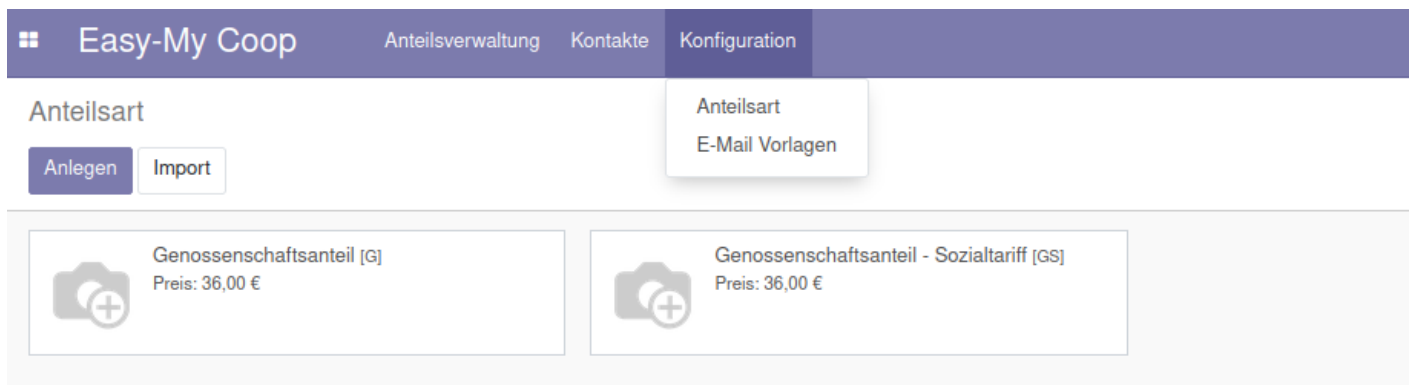 Easy-My Coop Anteilsverwaltung Kontakte Konfiguration
Anteilsart
E-Mail Vorlagen
Anteilsart
Anlegen Import
Genossenschaftsanteil [G]
Preis: 36,00 €
Genossenschaftsanteil - Sozialtariff [GS]
Preis: 36,00 €